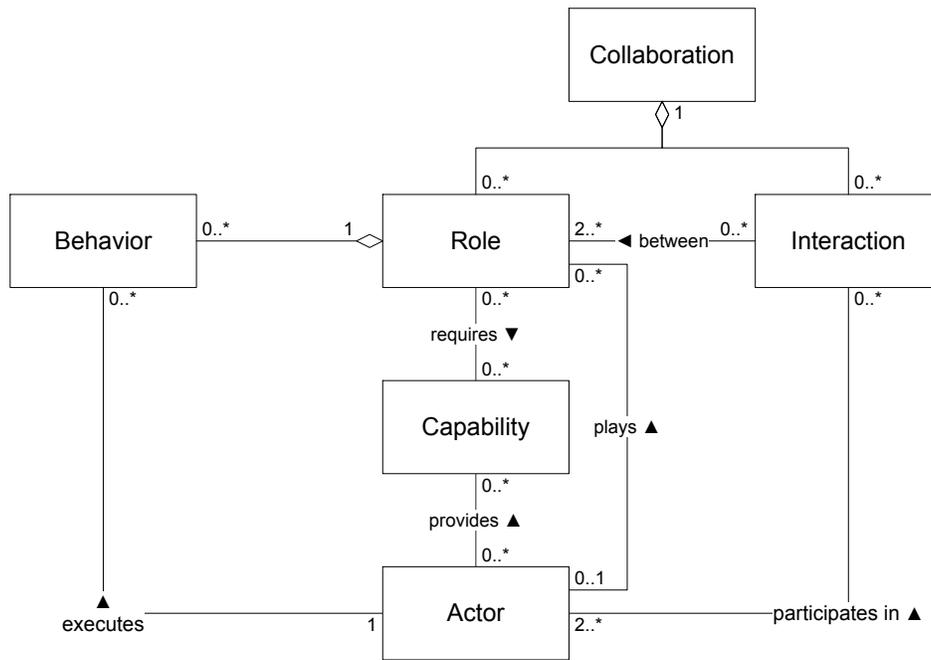 Collaboration
1
0..* 0..*
Behavior 0..* 1 Role 2..* ◄ between 0..* Interaction
0..* 0..* 0..* 0..*
requires ▼
0..*
Capability plays ▲
0..*
provides ▲
0..*
0..1
▲ Actor participates in ▲
executes 1 2..*